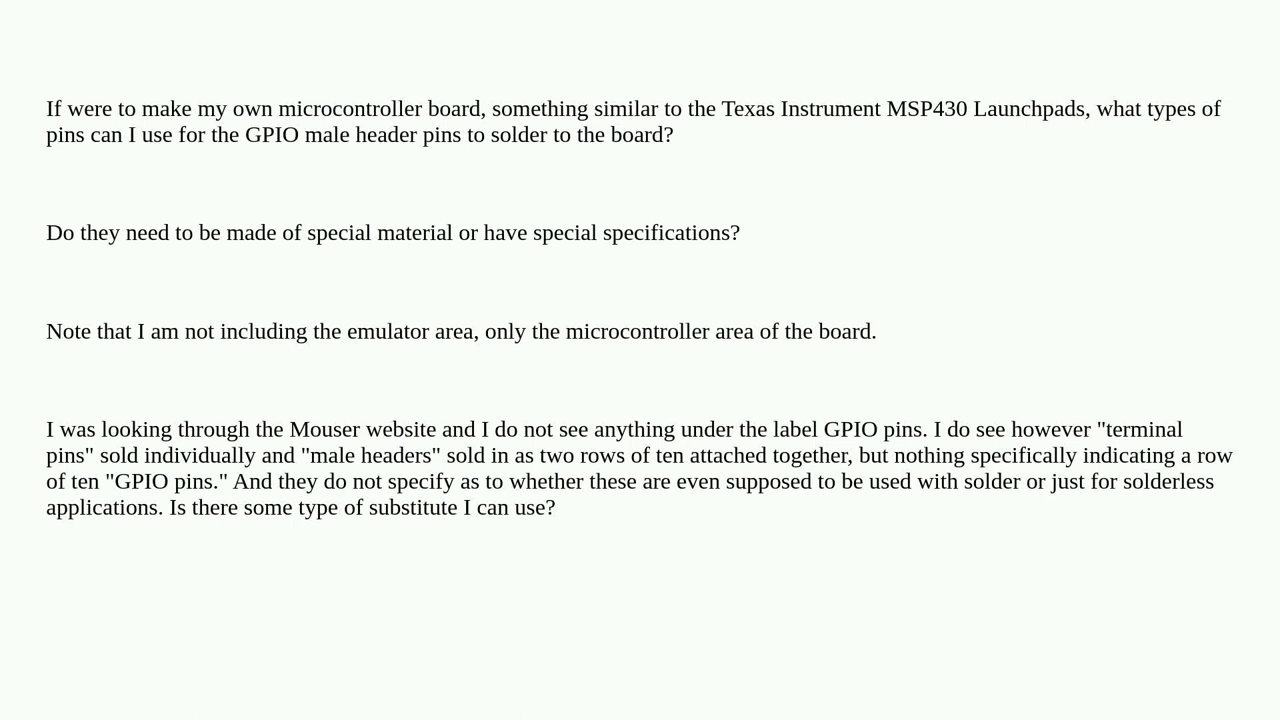 If were to make my own microcontroller board, something similar to the Texas Instrument MSP430 Launchpads, what types of
pins can I use for the GPIO male header pins to solder to the board?
Do they need to be made of special material or have special specifications?
Note that I am not including the emulator area, only the microcontroller area of the board.
I was looking through the Mouser website and I do not see anything under the label GPIO pins. I do see however "terminal
pins" sold individually and "male headers" sold in as two rows of ten attached together, but nothing specifically indicating a row
of ten "GPIO pins." And they do not specify as to whether these are even supposed to be used with solder or just for solderless
applications. Is there some type of substitute I can use?